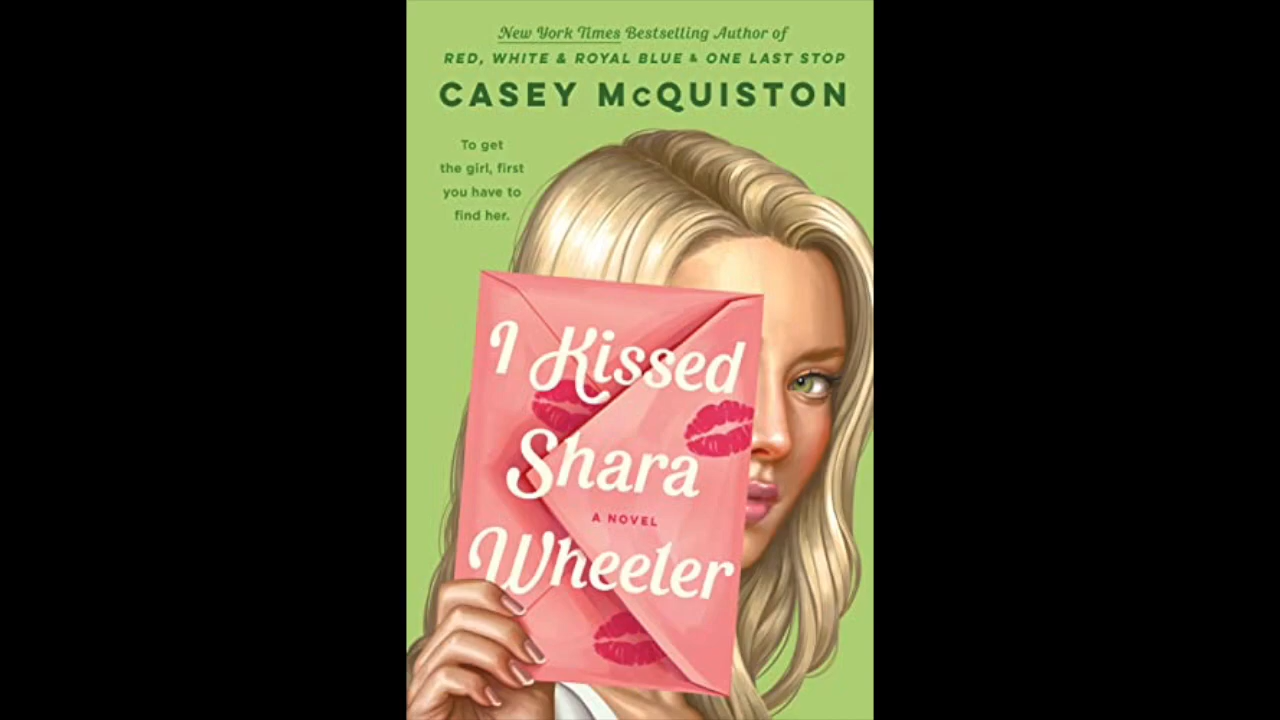 New York Times Bestselling Author of
RED, WHITE & ROYAL BLUE & ONE LAST STOP
CASEY McQUISTON
To get
the girl, first
you have to
find her.
I Kissed
Shara
A NOVEL
Wheeler